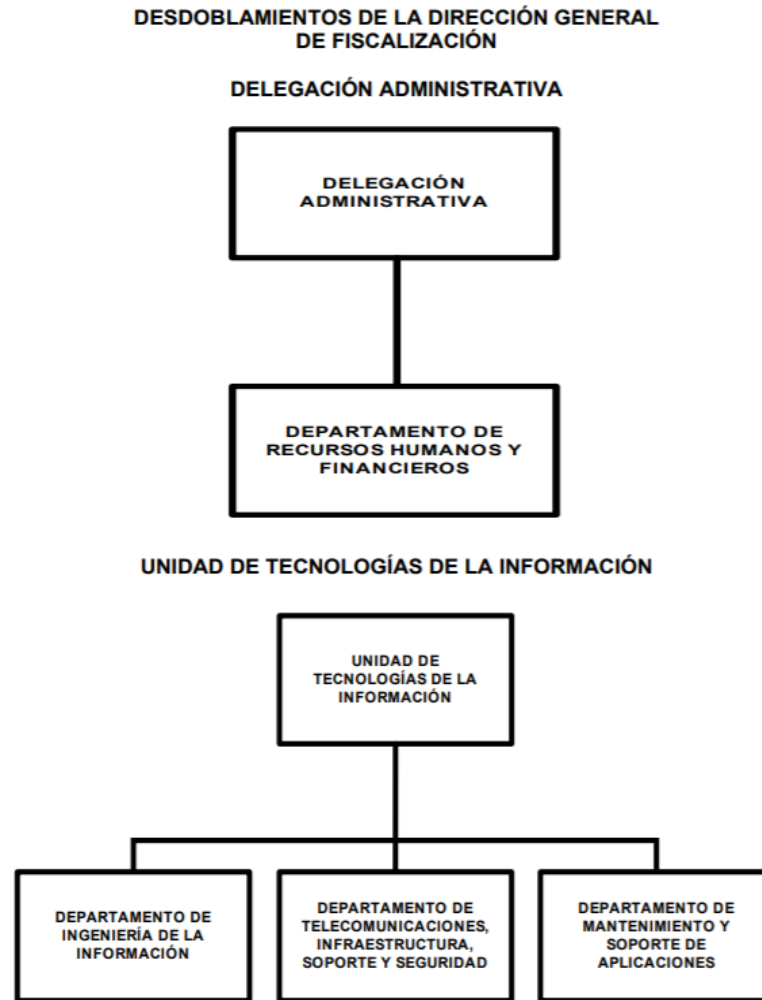 DESDOBLAMIENTOS DE LA DIRECCIÓN GENERAL
DE FISCALIZACIÓN
DELEGACIÓN ADMINISTRATIVA
DELEGACIÓN
ADMINISTRATIVA
DEPARTAMENTO DE
RECURSOS HUMANOS Y
FINANCIEROS
UNIDAD DE TECNOLOGÍAS DE LA INFORMACIÓN
UNIDAD DE
TECNOLOGÍAS DE LA
INFORMACIÓN
DEPARTAMENTO DE
INGENIERÍA DE LA
INFORMACIÓN
DEPARTAMENTO DE
TELECOMUNICACIONES,
INFRAESTRUCTURA,
SOPORTE Y SEGURIDAD
DEPARTAMENTO DE
MANTENIMIENTO Y
SOPORTE DE
APLICACIONES